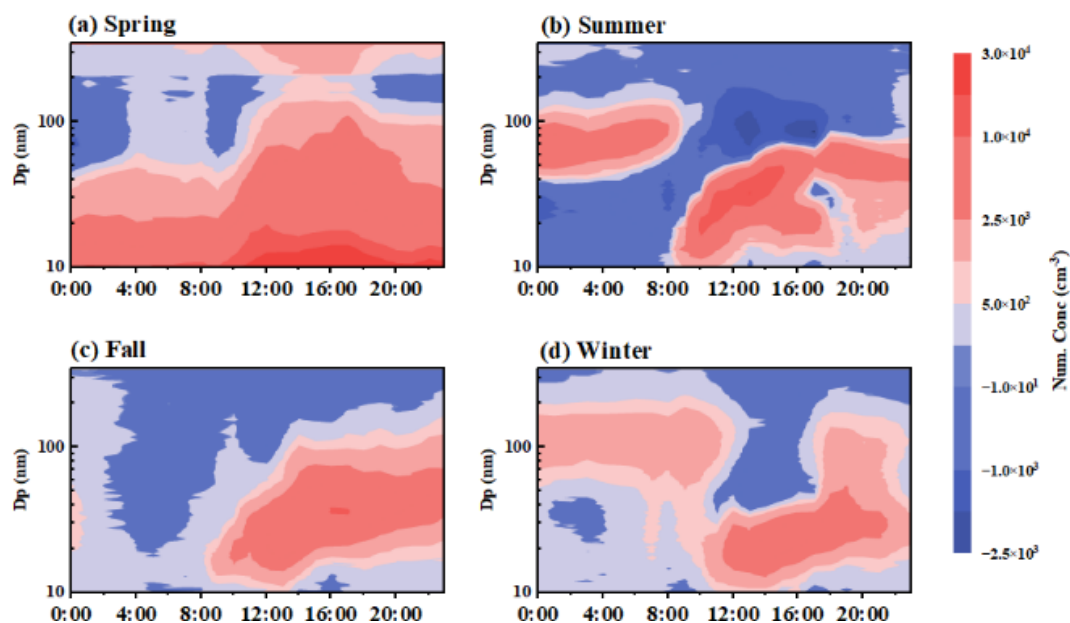 (a) Spring
(b) Summer
Dp (nm)
100
10
0:00 4:00 8:00 12:00 16:00 20:00
Dp (nm)
100
10
0:00 4:00 8:00 12:00 16:00 20:00
(c) Fall
(d) Winter
Dp (nm)
100
10
0:00 4:00 8:00 12:00 16:00 20:00
Dp (nm)
100
10
0:00 4:00 8:00 12:00 16:00 20:00
3.0×10⁴
1.0×10⁴
2.5×10³
5.0×10²
-1.0×10¹
-1.0×10³
-2.5×10³
Num. Conc (cm⁻³)